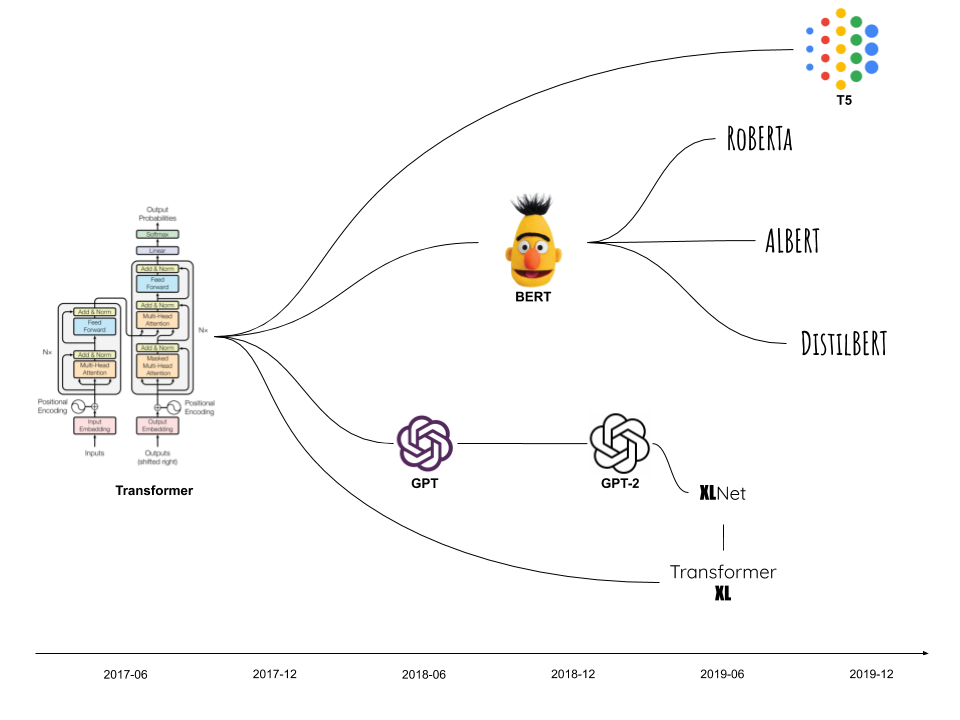 T5
RoBERTa
ALBERT
BERT
DistilBERT
Output
Probabilities
Softmax
Linear
Add & Norm
Feed
Forward
Add & Norm
Multi-Head
Attention
Add & Norm
Masked
Multi-Head
Attention
Nx
Add & Norm
Feed
Forward
Add & Norm
Multi-Head
Attention
Nx
Positional
Encoding
Positional
Encoding
Input
Embedding
Output
Embedding
Inputs
Outputs
(shifted right)
Transformer
GPT
GPT-2
XLNet
Transformer
XL
2017-06
2017-12
2018-06
2018-12
2019-06
2019-12